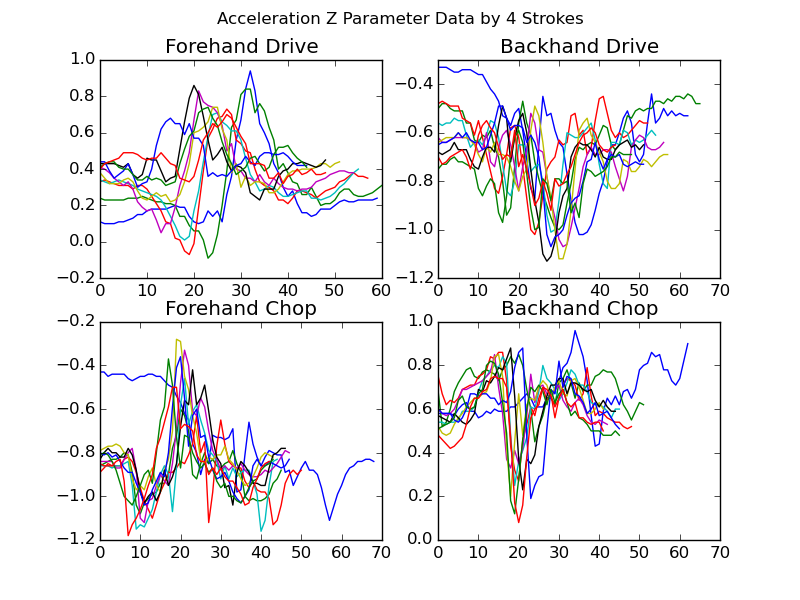 Acceleration Z Parameter Data by 4 Strokes
Forehand Drive
1.0
0.8
0.6
0.4
0.2
0.0
−0.2
0 10 20 30 40 50 60
Backhand Drive
−0.4
−0.6
−0.8
−1.0
−1.2
0 10 20 30 40 50 60 70
Forehand Chop
−0.2
−0.4
−0.6
−0.8
−1.0
−1.2
0 10 20 30 40 50 60 70
Backhand Chop
1.0
0.8
0.6
0.4
0.2
0.0
0 10 20 30 40 50 60 70